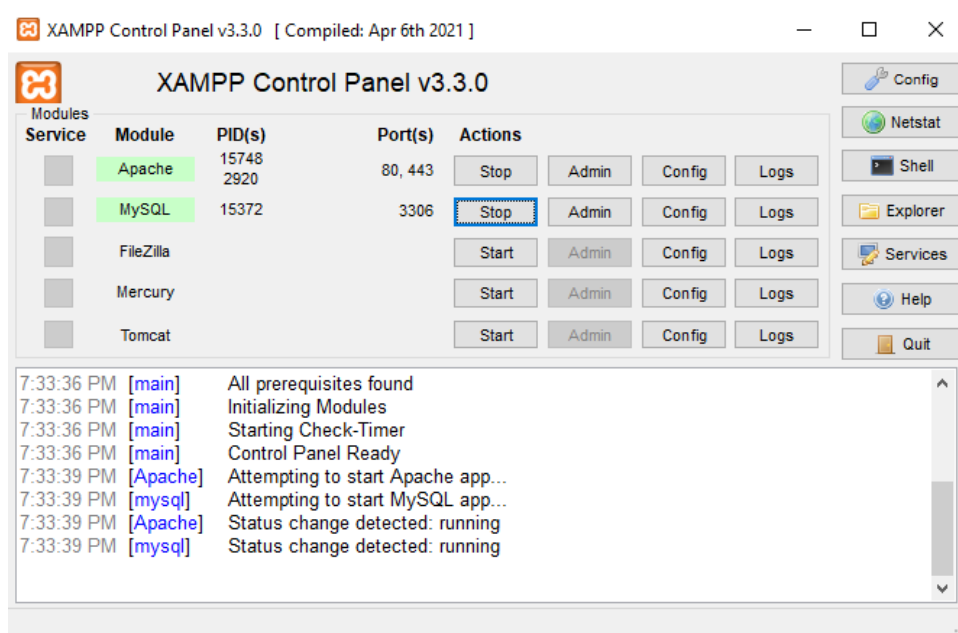 XAMPP Control Panel v3.3.0 [ Compiled: Apr 6th 2021 ]
XAMPP Control Panel v3.3.0
Config
Modules
Service Module PID(s) Port(s) Actions
Netstat
Apache 15748 2920 80, 443 Stop Admin Config Logs
Shell
MySQL 15372 3306 Stop Admin Config Logs
Explorer
FileZilla Start Admin Config Logs
Services
Mercury Start Admin Config Logs
Help
Tomcat Start Admin Config Logs
Quit
7:33:36 PM [main] All prerequisites found
7:33:36 PM [main] Initializing Modules
7:33:36 PM [main] Starting Check-Timer
7:33:36 PM [main] Control Panel Ready
7:33:39 PM [Apache] Attempting to start Apache app...
7:33:39 PM [mysql] Attempting to start MySQL app...
7:33:39 PM [Apache] Status change detected: running
7:33:39 PM [mysql] Status change detected: running